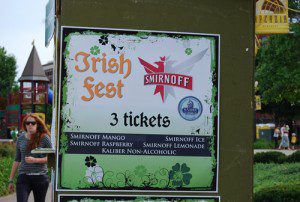 Irish
Fest
SMIRNOFF
3 tickets
SMIRNOFF MANGO SMIRNOFF ICE
SMIRNOFF RASPBERRY SMIRNOFF LEMONADE
KALIBER NON-ALCOHOLIC